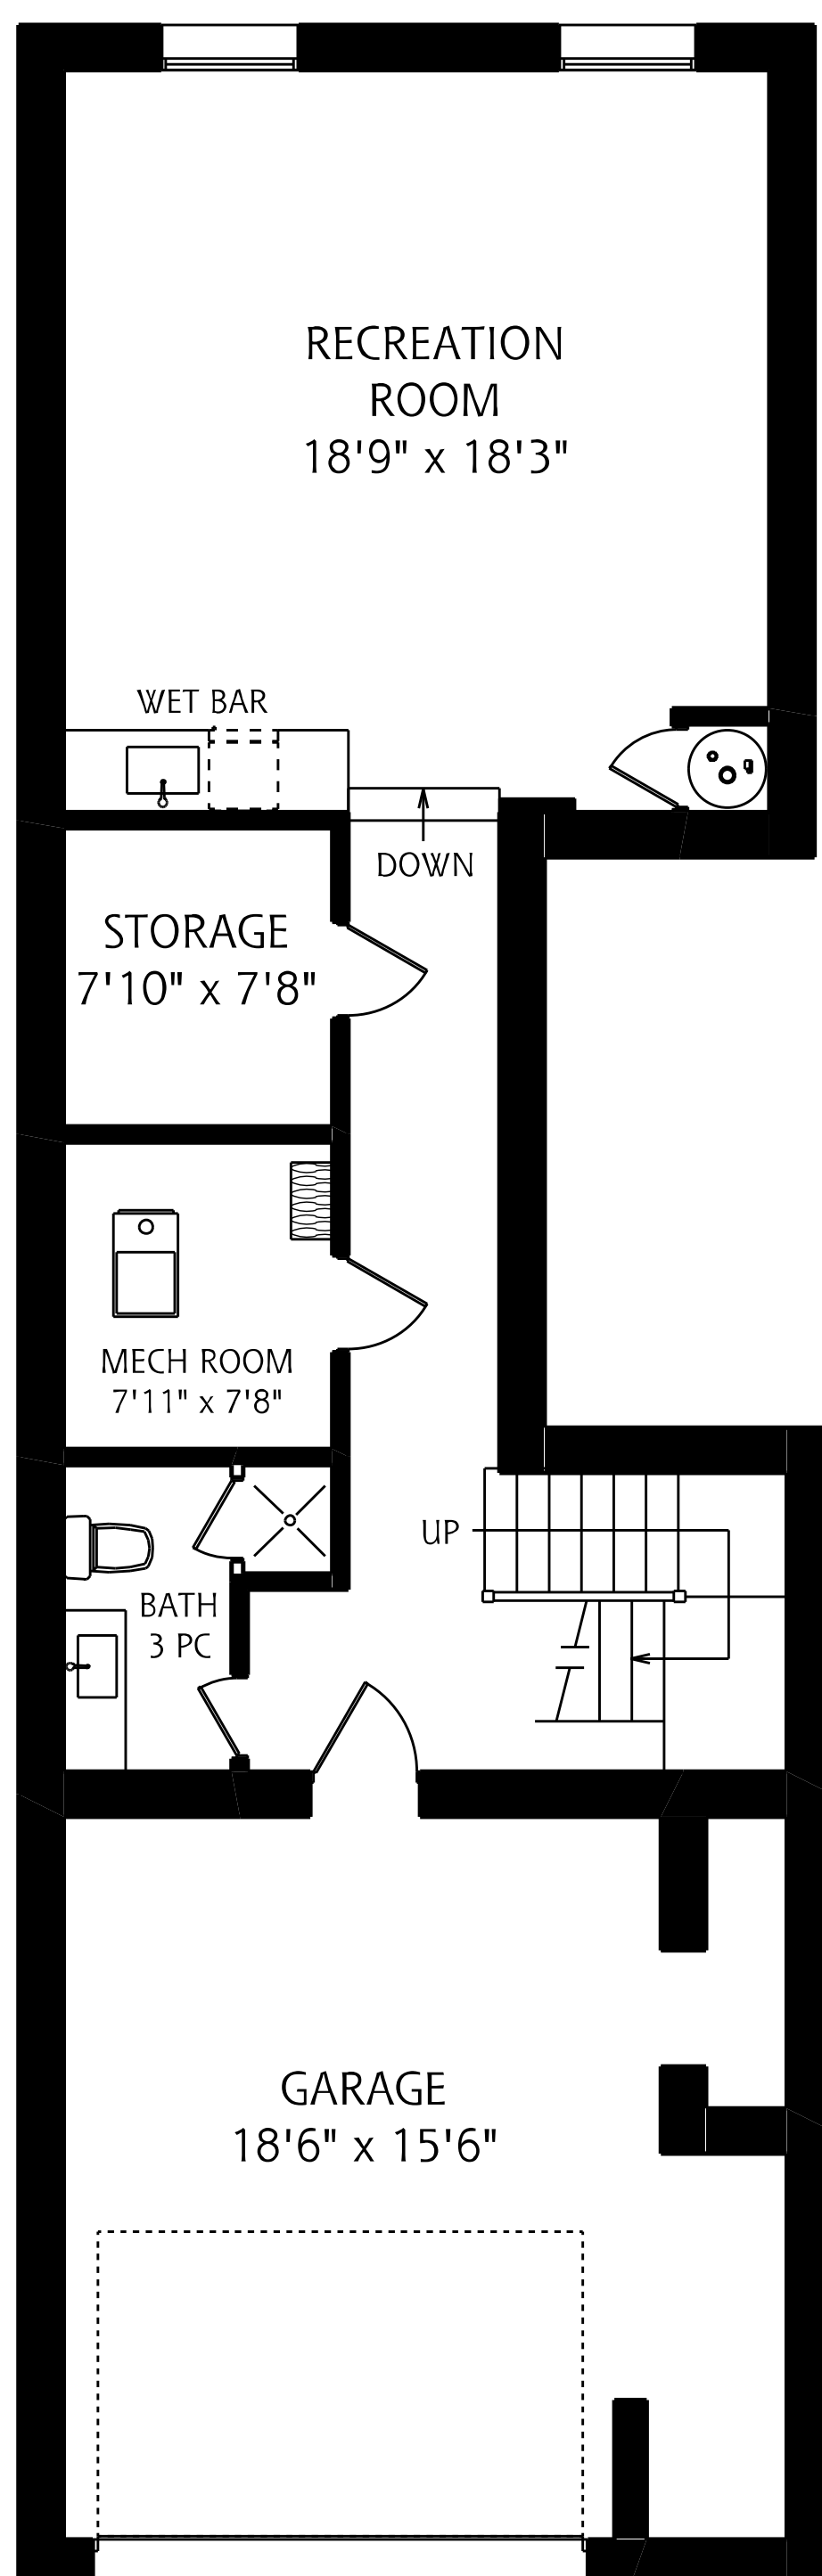 RECREATION
ROOM
18'9" x 18'3"
WET BAR
DOWN
STORAGE
7'10" x 7'8"
MECH ROOM
7'11" x 7'8"
UP
BATH
3 PC
GARAGE
18'6" x 15'6"